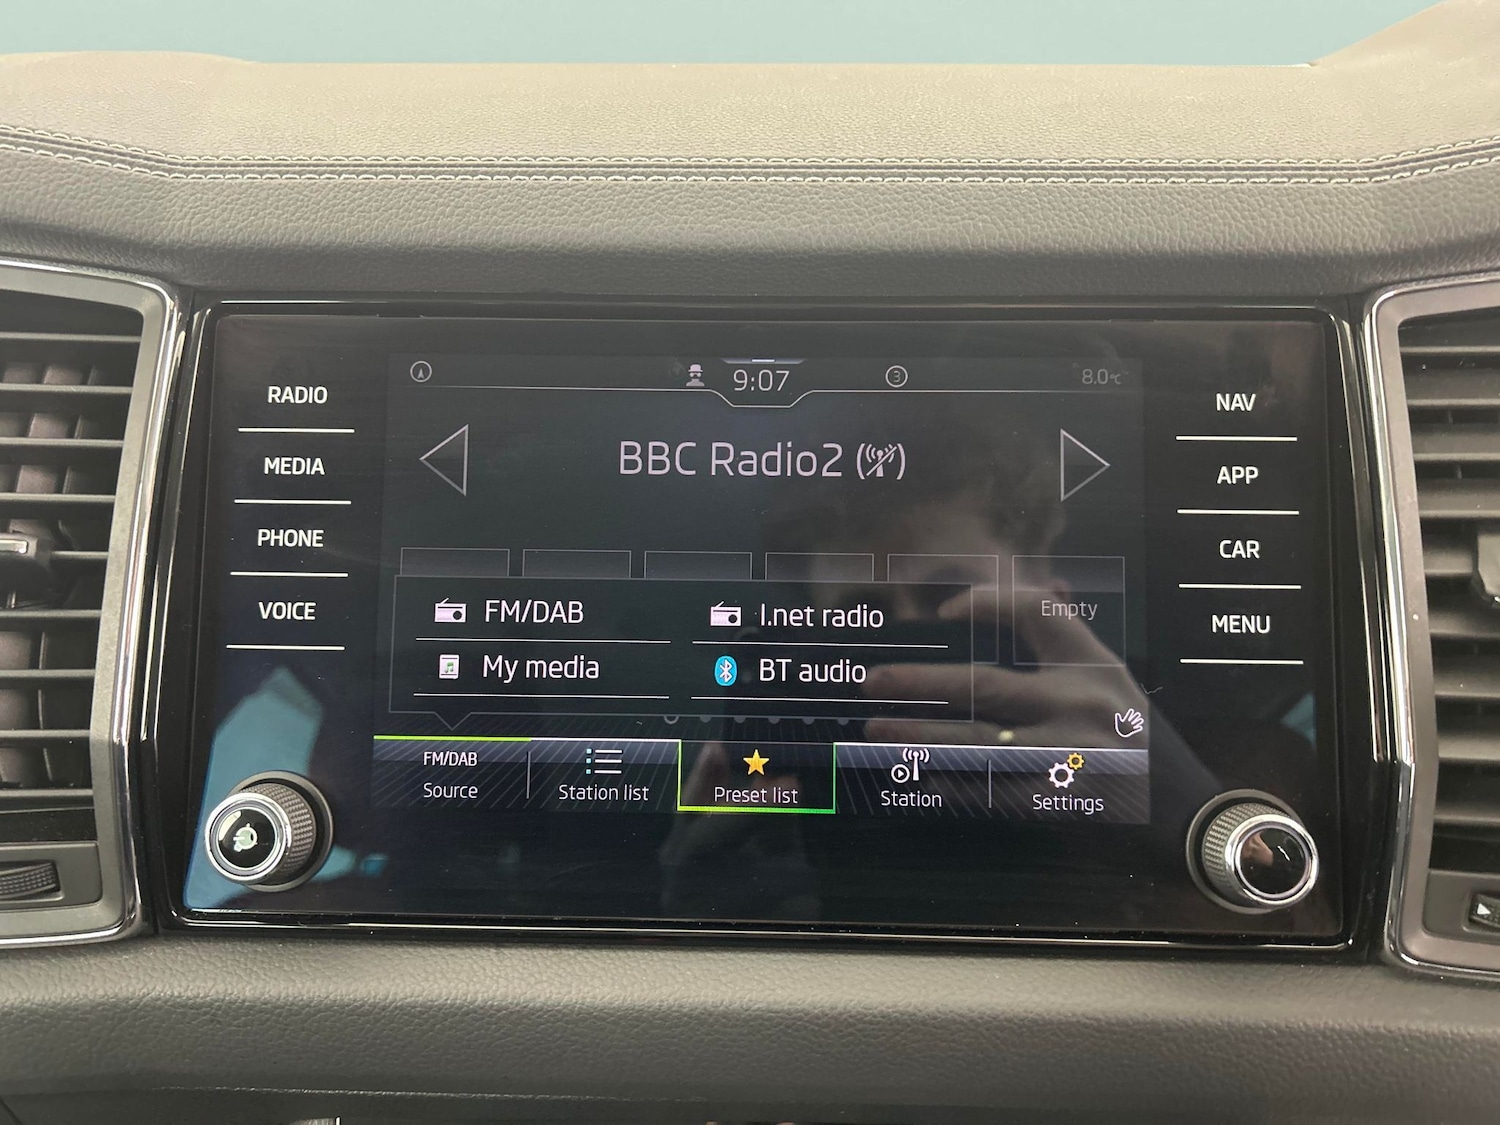 9:07
3
8.0°C
RADIO
MEDIA
PHONE
VOICE
NAV
APP
CAR
MENU
BBC Radio2
FM/DAB
I.net radio
My media
BT audio
Empty
FM/DAB
Source
Station list
Preset list
Station
Settings